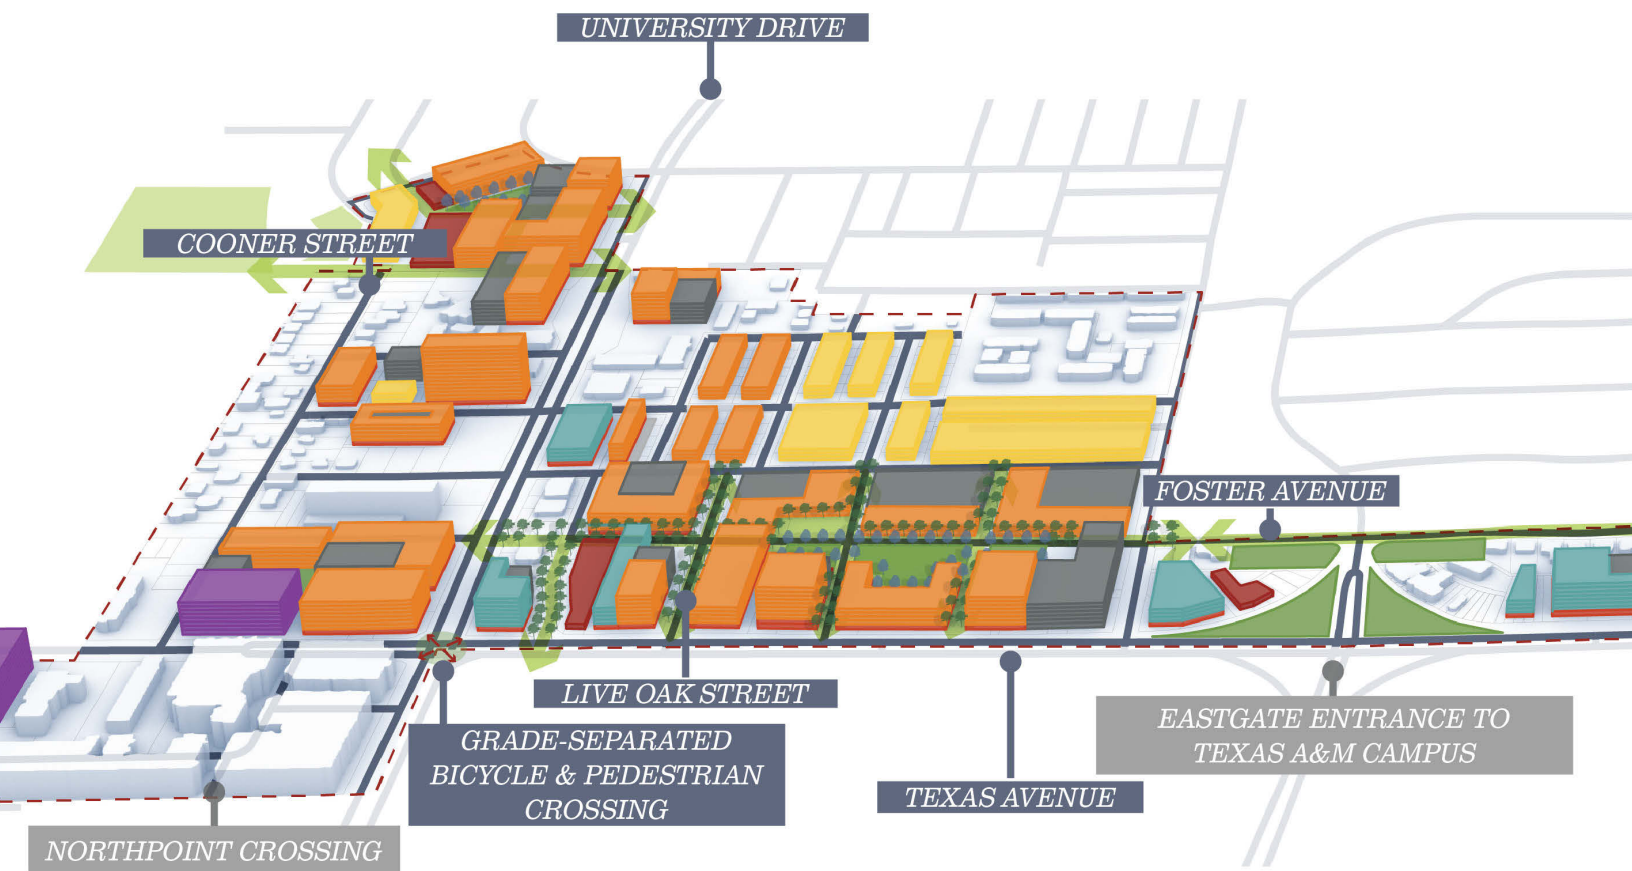 UNIVERSITY DRIVE
COONER STREET
FOSTER AVENUE
LIVE OAK STREET
GRADE-SEPARATED
BICYCLE & PEDESTRIAN
CROSSING
EASTGATE ENTRANCE TO
TEXAS A&M CAMPUS
TEXAS AVENUE
NORTHPOINT CROSSING